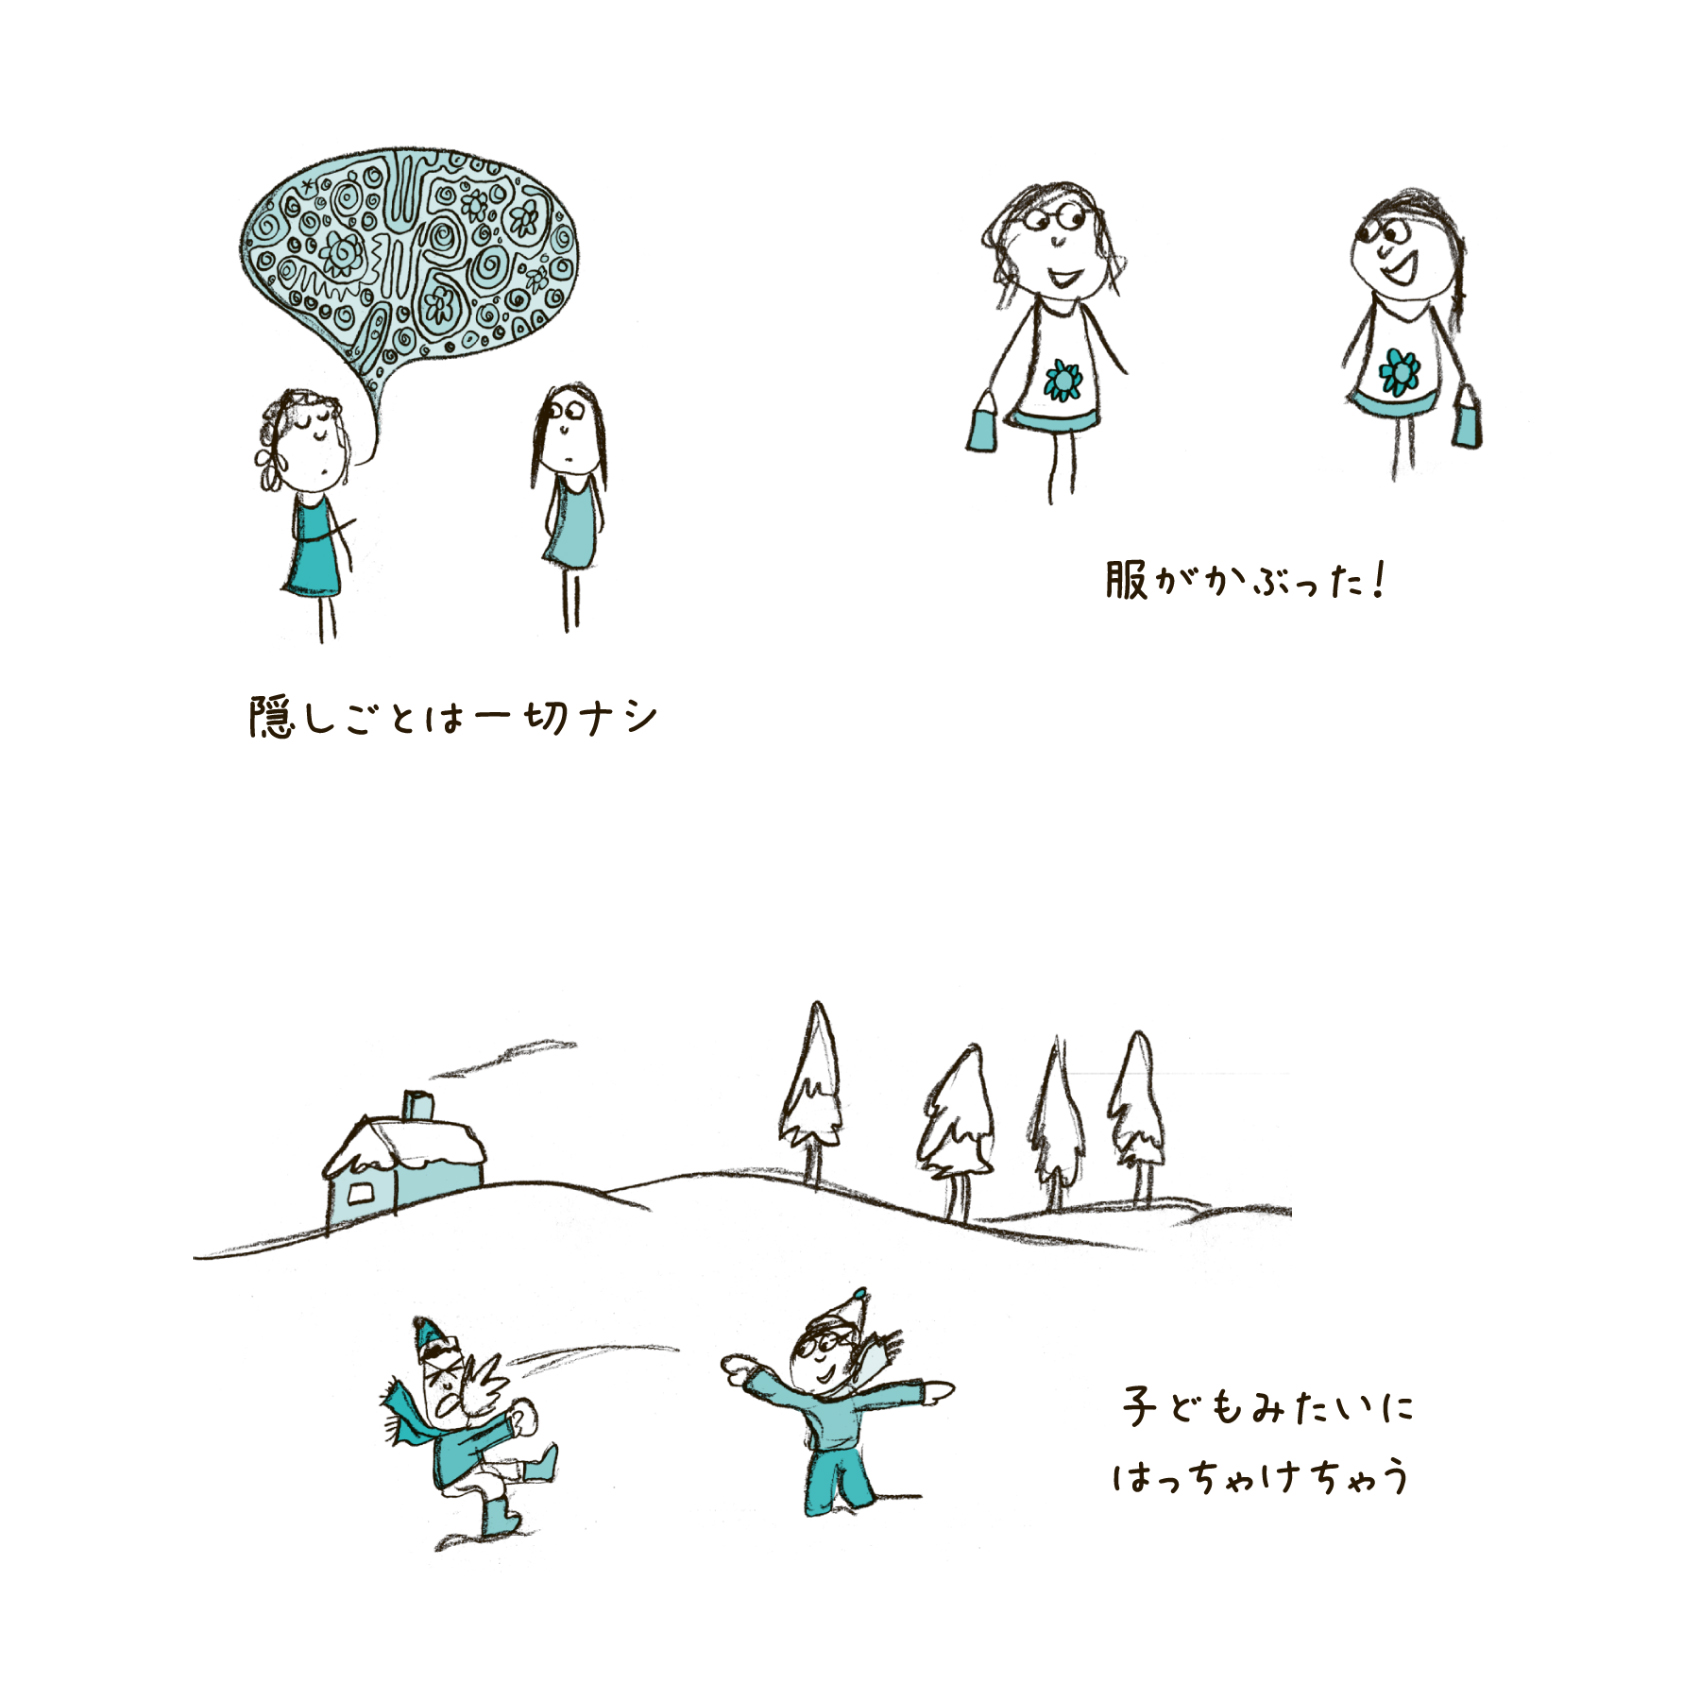 服がかぶった!
隠しごとは一切ナシ
子どもみたいに
はっちゃけちゃう